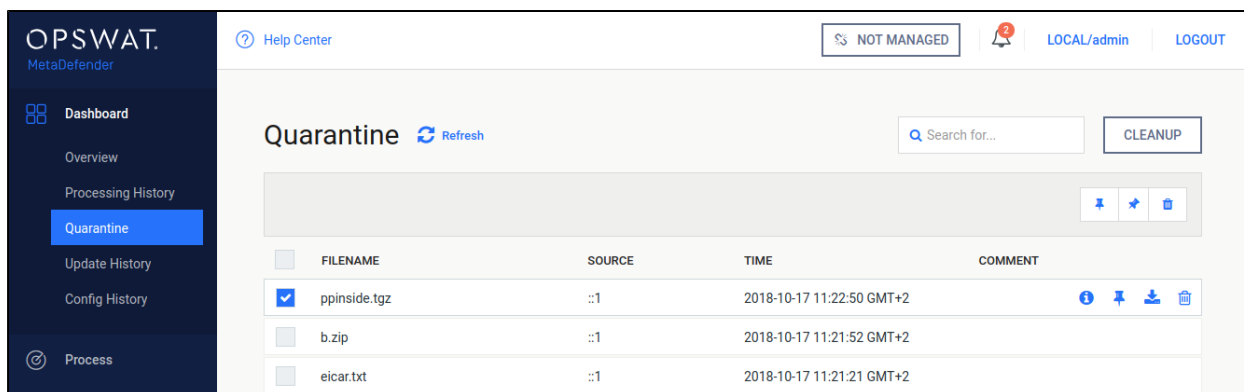 OPSWAT.
MetaDefender
Help Center
NOT MANAGED
2
LOCAL/admin
LOGOUT
Dashboard
Overview
Processing History
Quarantine
Update History
Config History
Process
Quarantine
Refresh
Search for...
CLEANUP
FILENAME SOURCE TIME COMMENT
ppinside.tgz ::1 2018-10-17 11:22:50 GMT+2
b.zip ::1 2018-10-17 11:21:52 GMT+2
eicar.txt ::1 2018-10-17 11:21:21 GMT+2